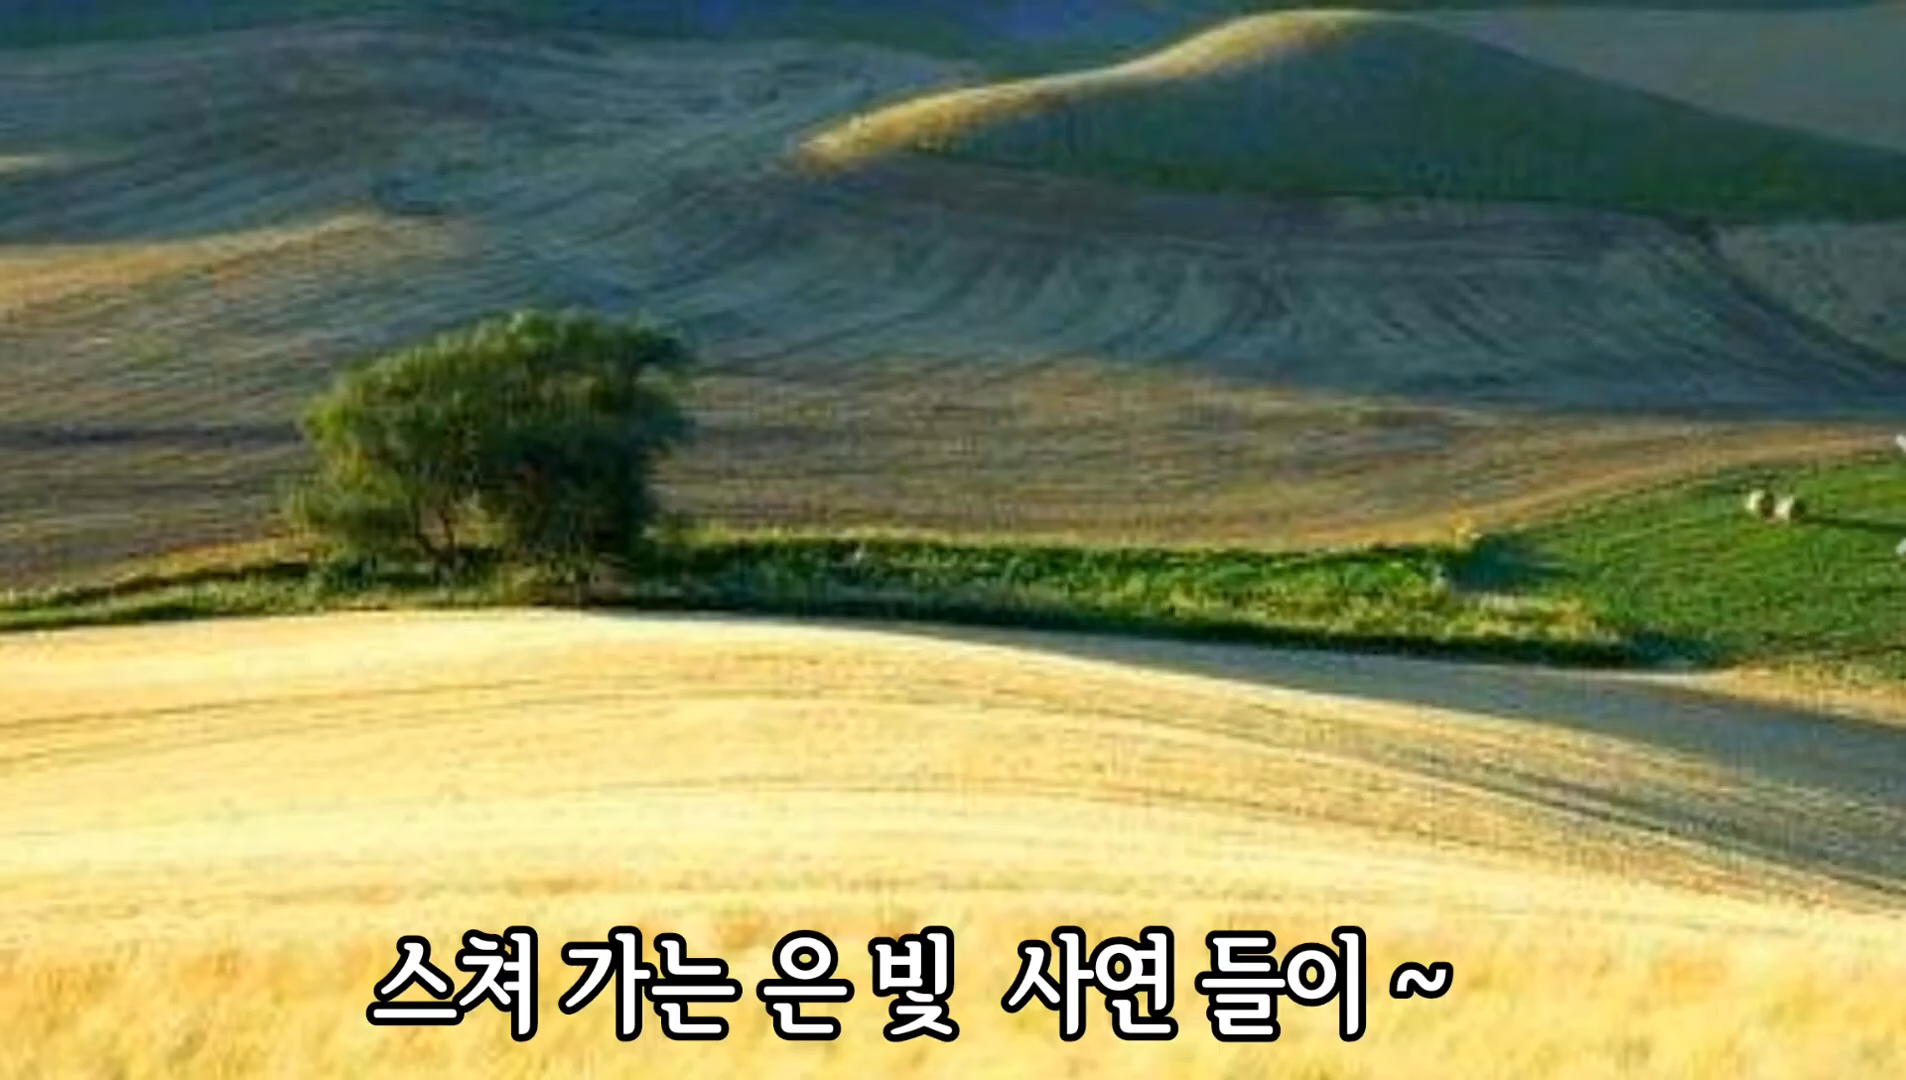 스쳐 가는 은 빛 사연 들이 ~